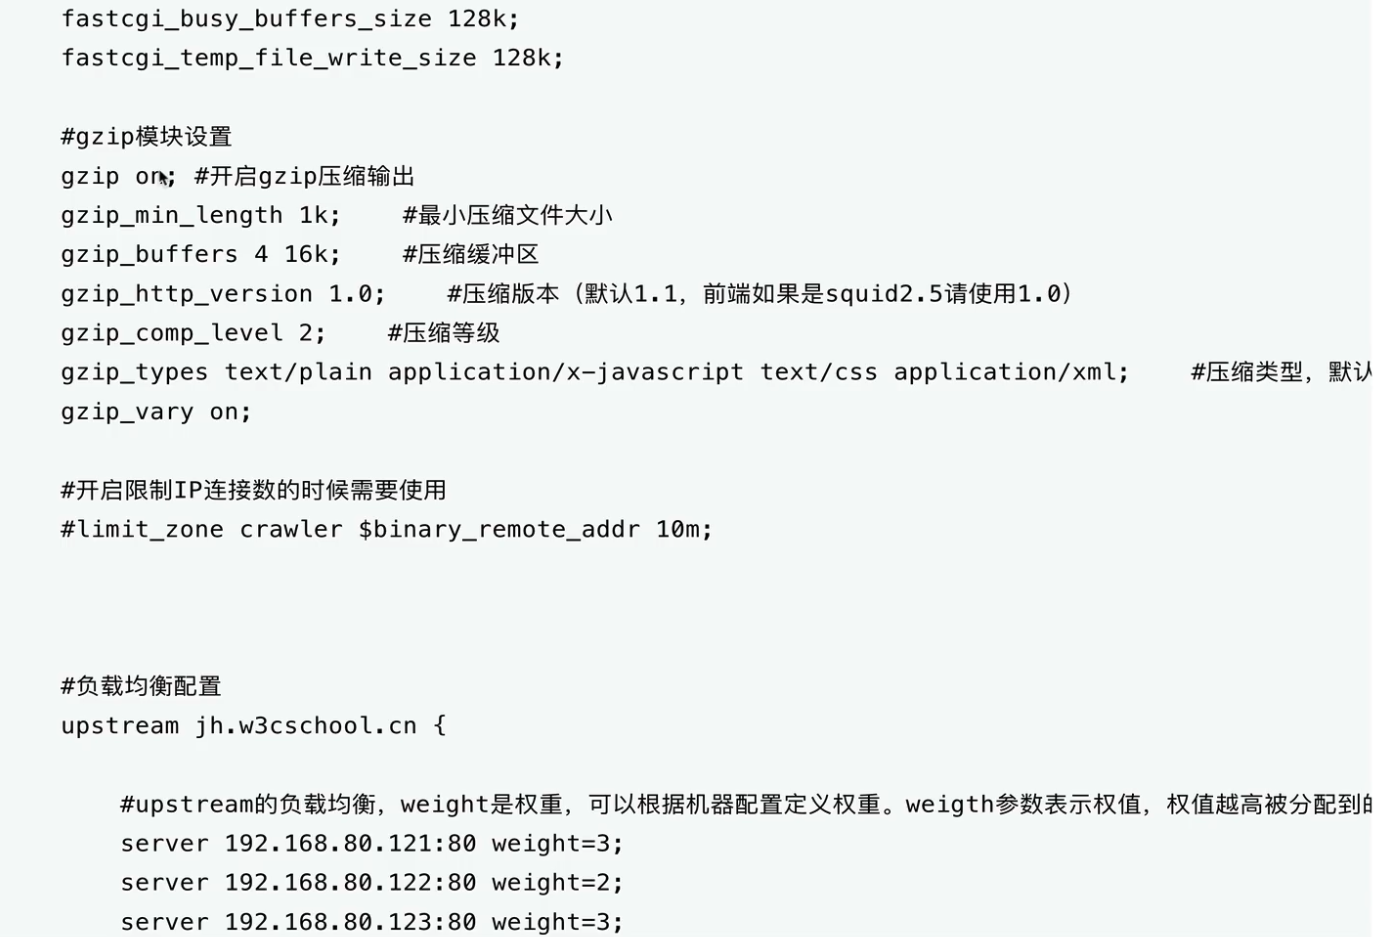 fastcgi_busy_buffers_size 128k;
fastcgi_temp_file_write_size 128k;
#gzip模块设置
gzip on; #开启gzip压缩输出
gzip_min_length 1k;    #最小压缩文件大小
gzip_buffers 4 16k;    #压缩缓冲区
gzip_http_version 1.0;    #压缩版本（默认1.1，前端如果是squid2.5请使用1.0）
gzip_comp_level 2;    #压缩等级
gzip_types text/plain application/x-javascript text/css application/xml;    #压缩类型，默认
gzip_vary on;
#开启限制IP连接数的时候需要使用
#limit_zone crawler $binary_remote_addr 10m;
#负载均衡配置
upstream jh.w3cschool.cn {
#upstream的负载均衡，weight是权重，可以根据机器配置定义权重。weigth参数表示权值，权值越高被分配到的
server 192.168.80.121:80 weight=3;
server 192.168.80.122:80 weight=2;
server 192.168.80.123:80 weight=3;